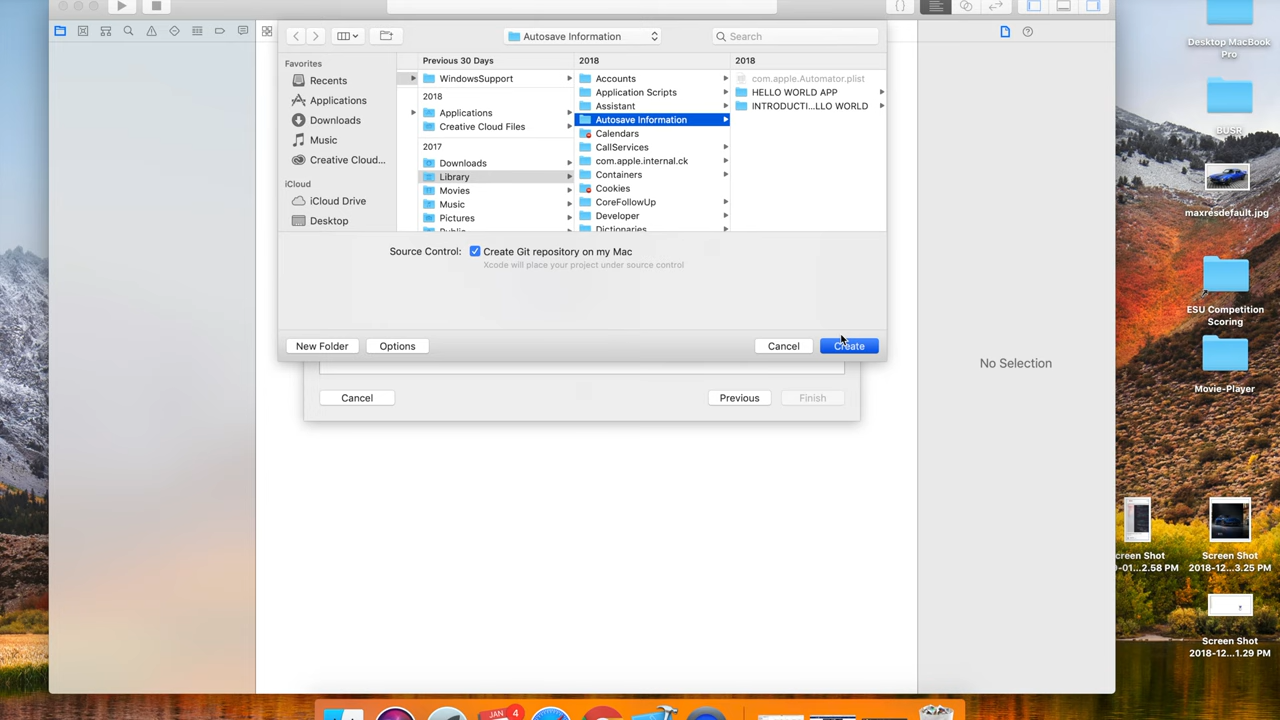 Autosave Information
Search
Favorites
Recents
Applications
Downloads
Music
Creative Cloud...
iCloud
iCloud Drive
Desktop
Previous 30 Days
WindowsSupport
2018
Applications
Creative Cloud Files
2017
Downloads
Library
Movies
Music
Pictures
2018
Accounts
Application Scripts
Assistant
Autosave Information
Calendars
CallServices
com.apple.internal.ck
Containers
Cookies
CoreFollowUp
Developer
Dictionaries
2018
com.apple.Automator.plist
HELLO WORLD APP
INTRODUCTI...LLO WORLD
Source Control:
Create Git repository on my Mac
Xcode will place your project under source control
New Folder
Options
Cancel
Create
Cancel
Previous
Finish
No Selection
Desktop MacBook
Pro
BUSR
maxresdefault.jpg
ESU Competition
Scoring
Movie-Player
creen Shot
2018-12...3.25 PM
Screen Shot
Screen Shot
2018-12...1.29 PM
JAN
4